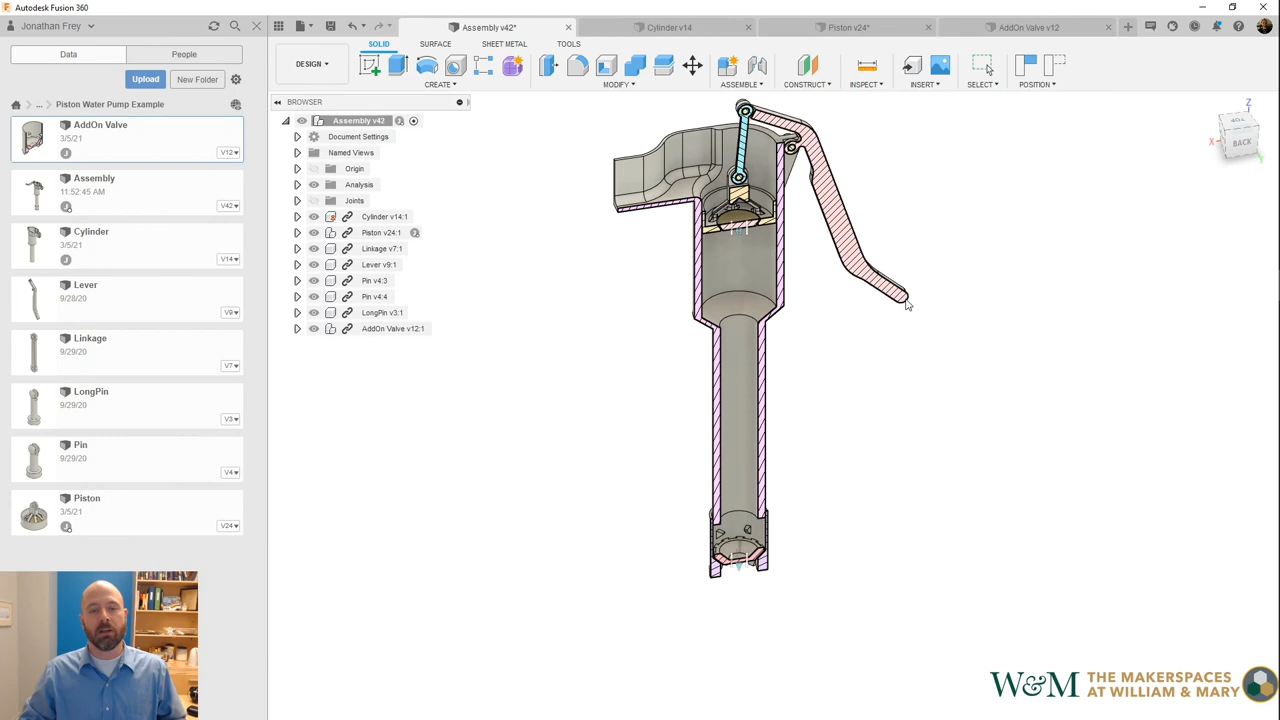 Autodesk Fusion 360
Jonathan Frey
Assembly v42*
Cylinder v14
Piston v24*
AddOn Valve v12
Data
People
Upload
New Folder
...
Piston Water Pump Example
AddOn Valve
3/5/21
V12
Assembly
11:52:45 AM
V42
Cylinder
3/5/21
V14
Lever
9/28/20
V9
Linkage
9/29/20
V7
LongPin
9/29/20
V3
Pin
9/29/20
V4
Piston
3/5/21
V24
DESIGN
SOLID
SURFACE
SHEET METAL
TOOLS
CREATE
MODIFY
ASSEMBLE
CONSTRUCT
INSPECT
INSERT
SELECT
POSITION
BROWSER
Assembly v42
Document Settings
Named Views
Origin
Analysis
Joints
Cylinder v14:1
Piston v24:1
Linkage v7:1
Lever v9:1
Pin v4:3
Pin v4:4
LongPin v3:1
AddOn Valve v12:1
Z
TOP
X
BACK
Y
W&M THE MAKERSPACES
AT WILLIAM & MARY